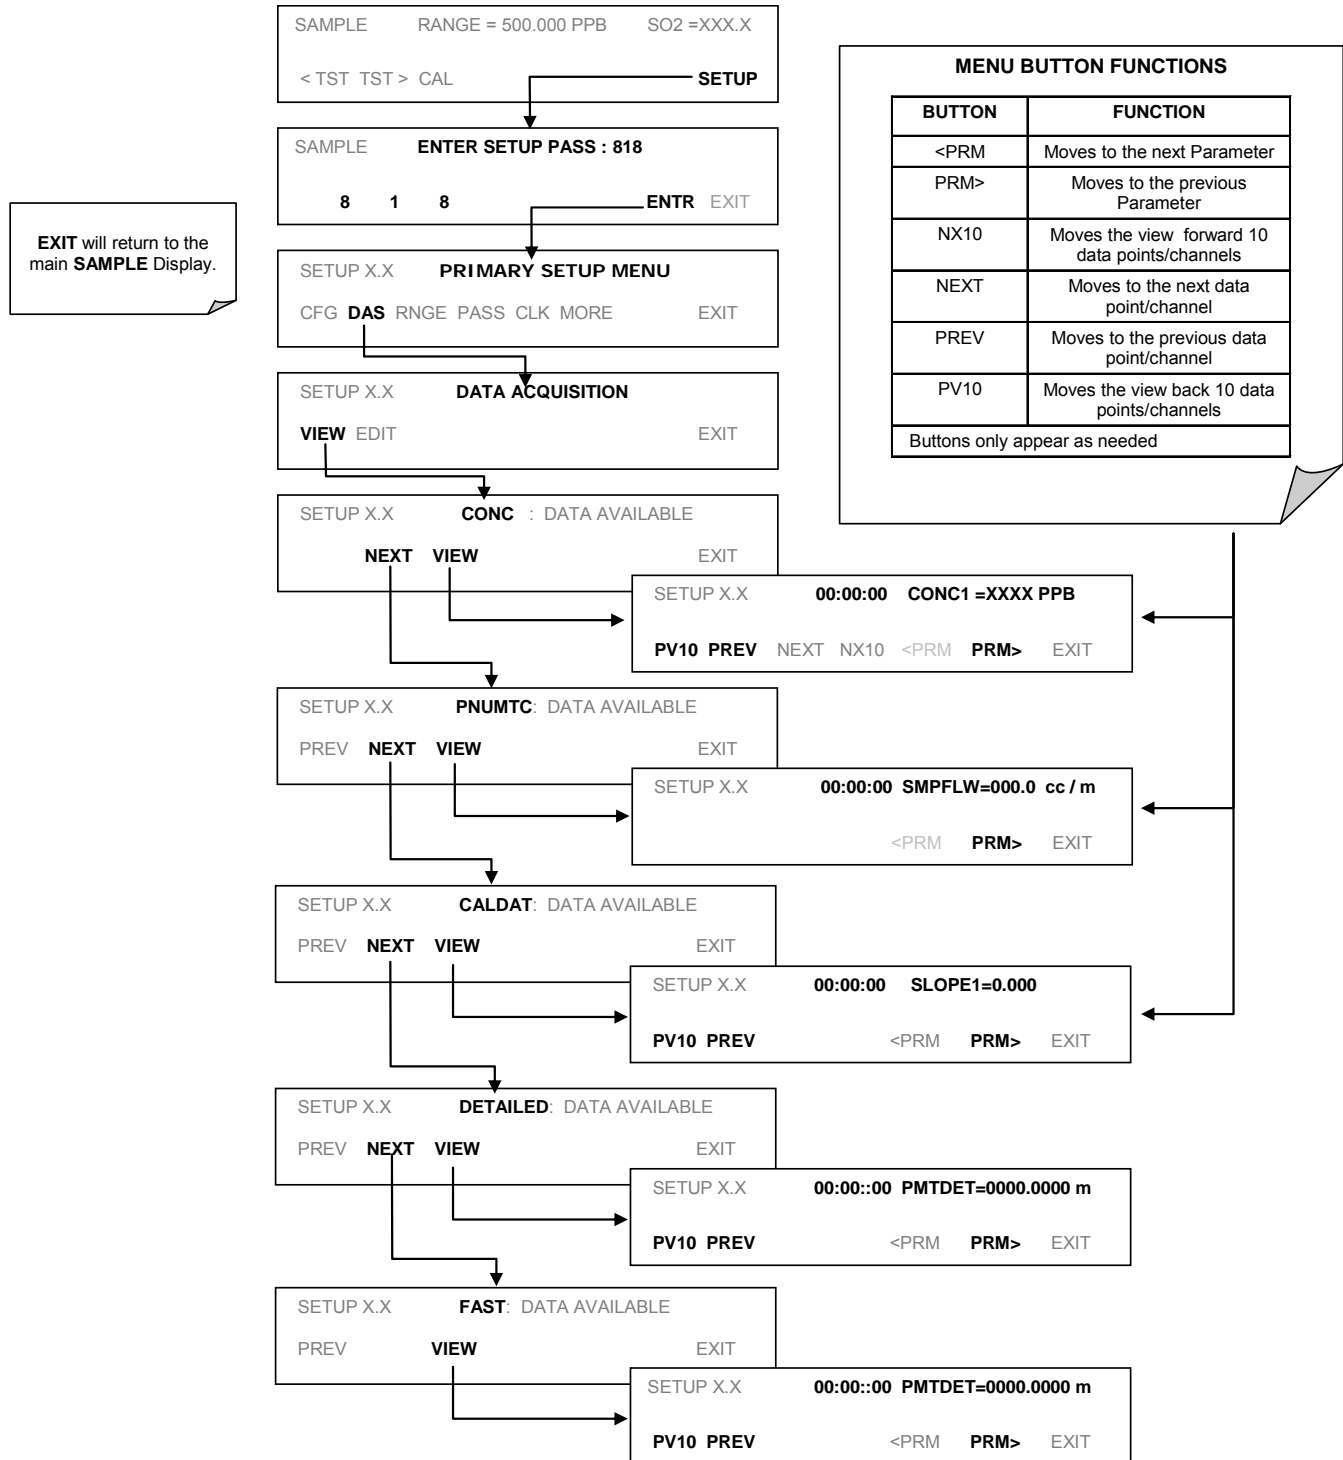 SAMPLE RANGE = 500.000 PPB SO2 =XXX.X
< TST TST > CAL SETUP
SAMPLE ENTER SETUP PASS : 818
8 1 8 ENTR EXIT
EXIT will return to the
main SAMPLE Display.
SETUP X.X PRIMARY SETUP MENU
CFG DAS RNGE PASS CLK MORE EXIT
SETUP X.X DATA ACQUISITION
VIEW EDIT EXIT
MENU BUTTON FUNCTIONS
BUTTON FUNCTION
<PRM Moves to the next Parameter
PRM> Moves to the previous
Parameter
NX10 Moves the view forward 10
data points/channels
NEXT Moves to the next data
point/channel
PREV Moves to the previous data
point/channel
PV10 Moves the view back 10 data
points/channels
Buttons only appear as needed
SETUP X.X CONC : DATA AVAILABLE
NEXT VIEW EXIT
SETUP X.X 00:00:00 CONC1 =XXXX PPB
PV10 PREV NEXT NX10 <PRM PRM> EXIT
SETUP X.X PNUMTC: DATA AVAILABLE
PREV NEXT VIEW EXIT
SETUP X.X 00:00:00 SMPFLW=000.0 cc / m
<PRM PRM> EXIT
SETUP X.X CALDAT: DATA AVAILABLE
PREV NEXT VIEW EXIT
SETUP X.X 00:00:00 SLOPE1=0.000
PV10 PREV <PRM PRM> EXIT
SETUP X.X DETAILED: DATA AVAILABLE
PREV NEXT VIEW EXIT
SETUP X.X 00:00::00 PMTDET=0000.0000 m
PV10 PREV <PRM PRM> EXIT
SETUP X.X FAST: DATA AVAILABLE
PREV VIEW EXIT
SETUP X.X 00:00::00 PMTDET=0000.0000 m
PV10 PREV <PRM PRM> EXIT